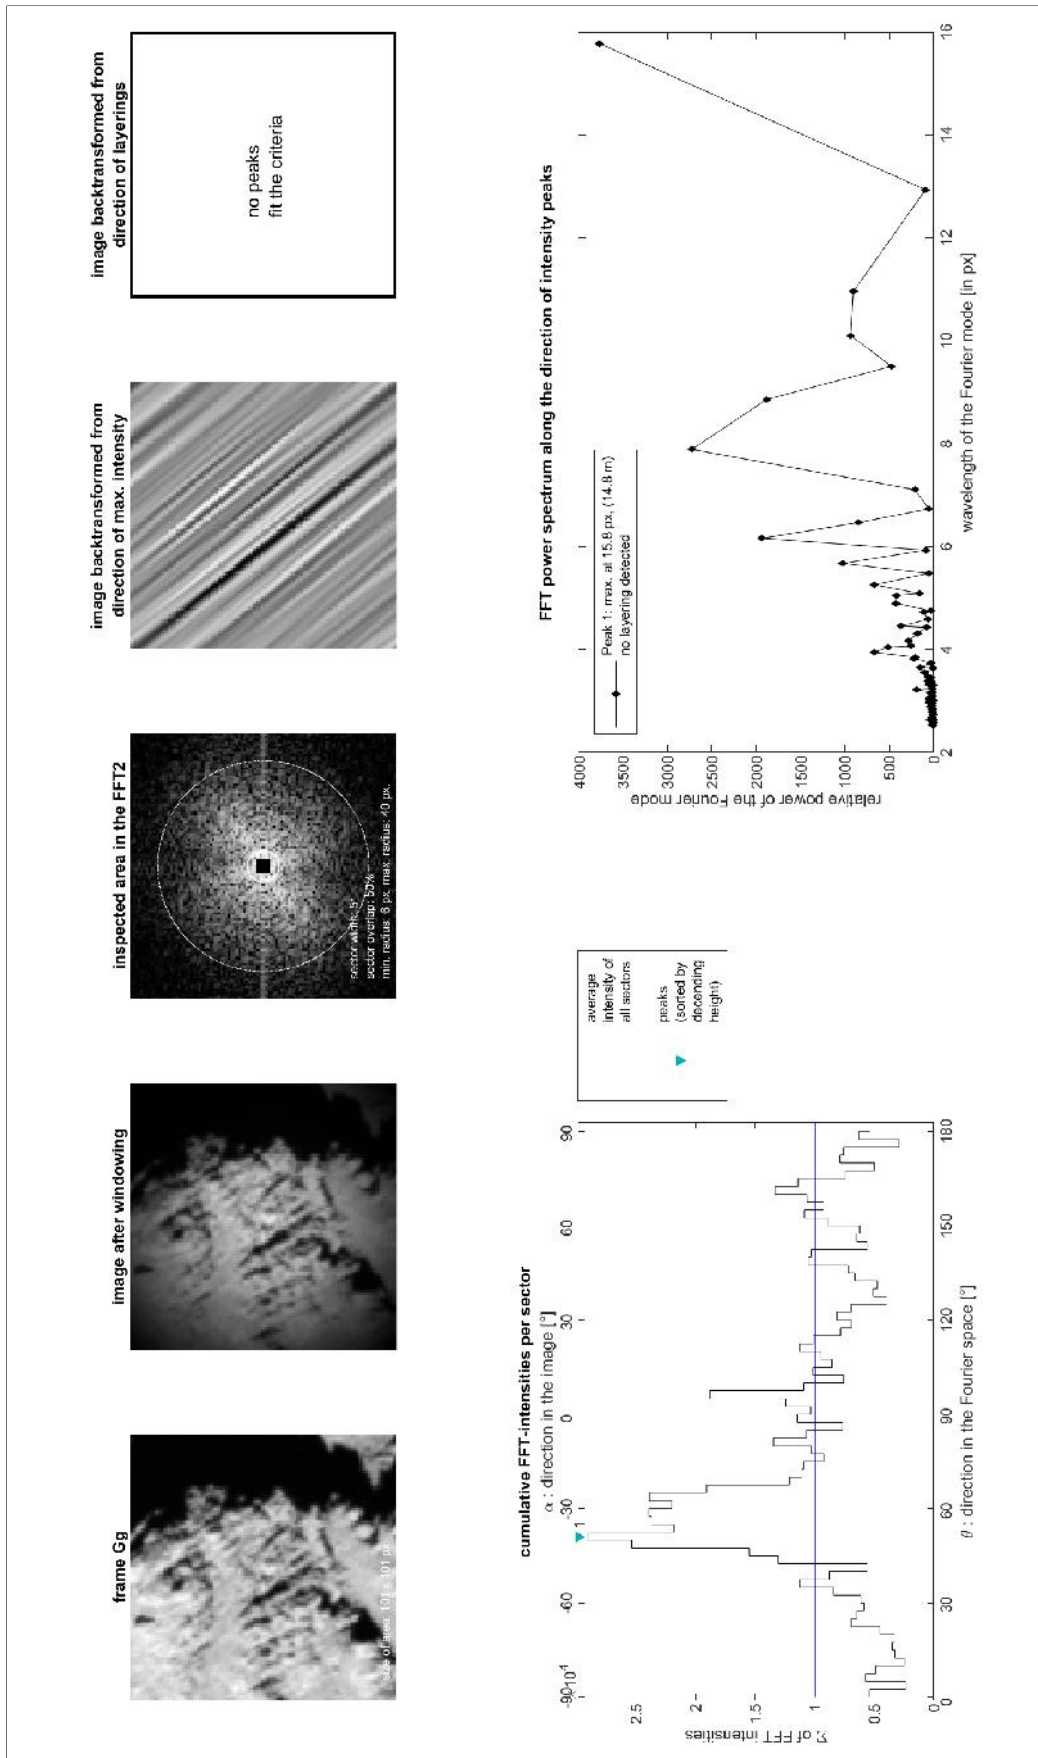 frame Gg
size of area: 101 x 101 px
image after windowing
inspected area in the FFT2
sector width: 5°
sector overlap: 50%
min. radius: 6 px, max. radius: 40 px.
image backtransformed from
direction of max. intensity
image backtransformed from
direction of layerings
no peaks
fit the criteria
cumulative FFT-intensities per sector
α : direction in the image [°]
-90 -60 -30 0 30 60 90
10⁴
1
2.5
2
1.5
1
0.5
Σ of FFT intensities
0 30 60 90 120 150 180
θ : direction in the Fourier space [°]
average
intensity of
all sectors
peaks
(sorted by
decending
height)
FFT power spectrum along the direction of intensity peaks
Peak 1: max. at 15.8 px, (14.8 m)
no layering detected
4000
3500
3000
2500
2000
1500
1000
500
0
relative power of the Fourier mode
2 4 6 8 10 12 14 16
wavelength of the Fourier mode [in px]